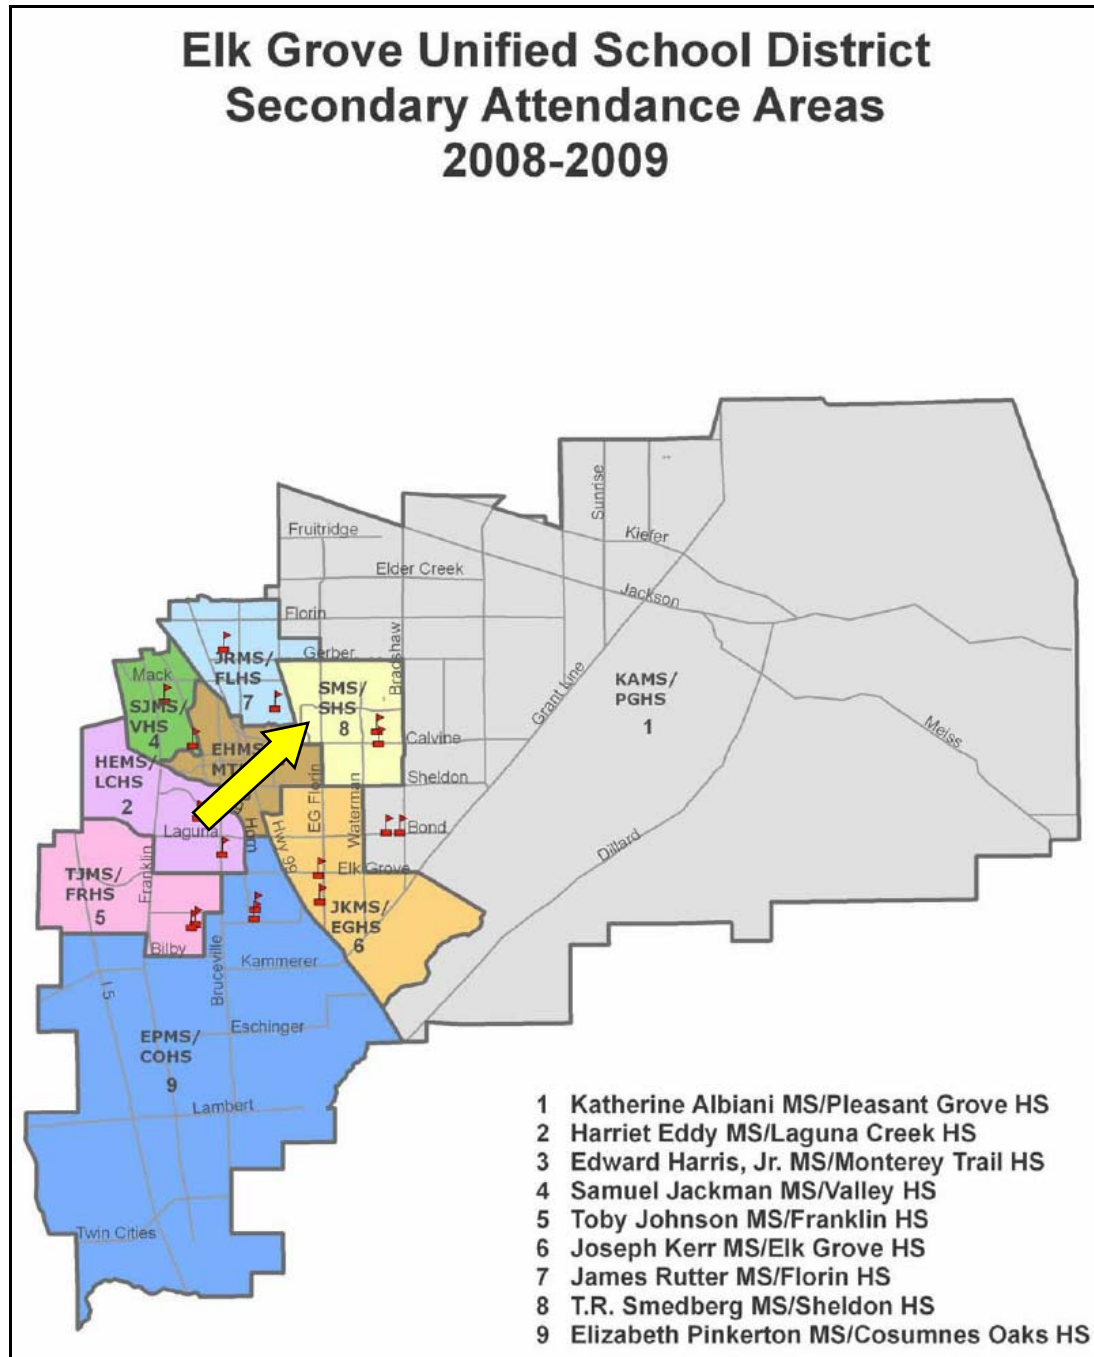 Elk Grove Unified School District
Secondary Attendance Areas
2008-2009
Sunrise
Fruitridge
Kiefer
Elder Creek
Jackson
Florin
Bradshaw
Gerber
JRMS/
FLHS
7
Mack
SMS/
SHS
8
KAMS/
PGHS
1
Grant Line
SJMS/
VHS
4
Meiss
Calvine
EHMS
HEMS/
LCHS
2
Sheldon
EG Florin
Waterman
Laguna
Horn
Hwy 99
Bond
Dillard
Franklin
Elk Grove
TJMS/
FRHS
5
JKMS/
EGHS
6
Bilby
Bruceville
Kammerer
I 5
Eschinger
EPMS/
COHS
9
Lambert
Twin Cities
1 Katherine Albiani MS/Pleasant Grove HS
2 Harriet Eddy MS/Laguna Creek HS
3 Edward Harris, Jr. MS/Monterey Trail HS
4 Samuel Jackman MS/Valley HS
5 Toby Johnson MS/Franklin HS
6 Joseph Kerr MS/Elk Grove HS
7 James Rutter MS/Florin HS
8 T.R. Smedberg MS/Sheldon HS
9 Elizabeth Pinkerton MS/Cosumnes Oaks HS